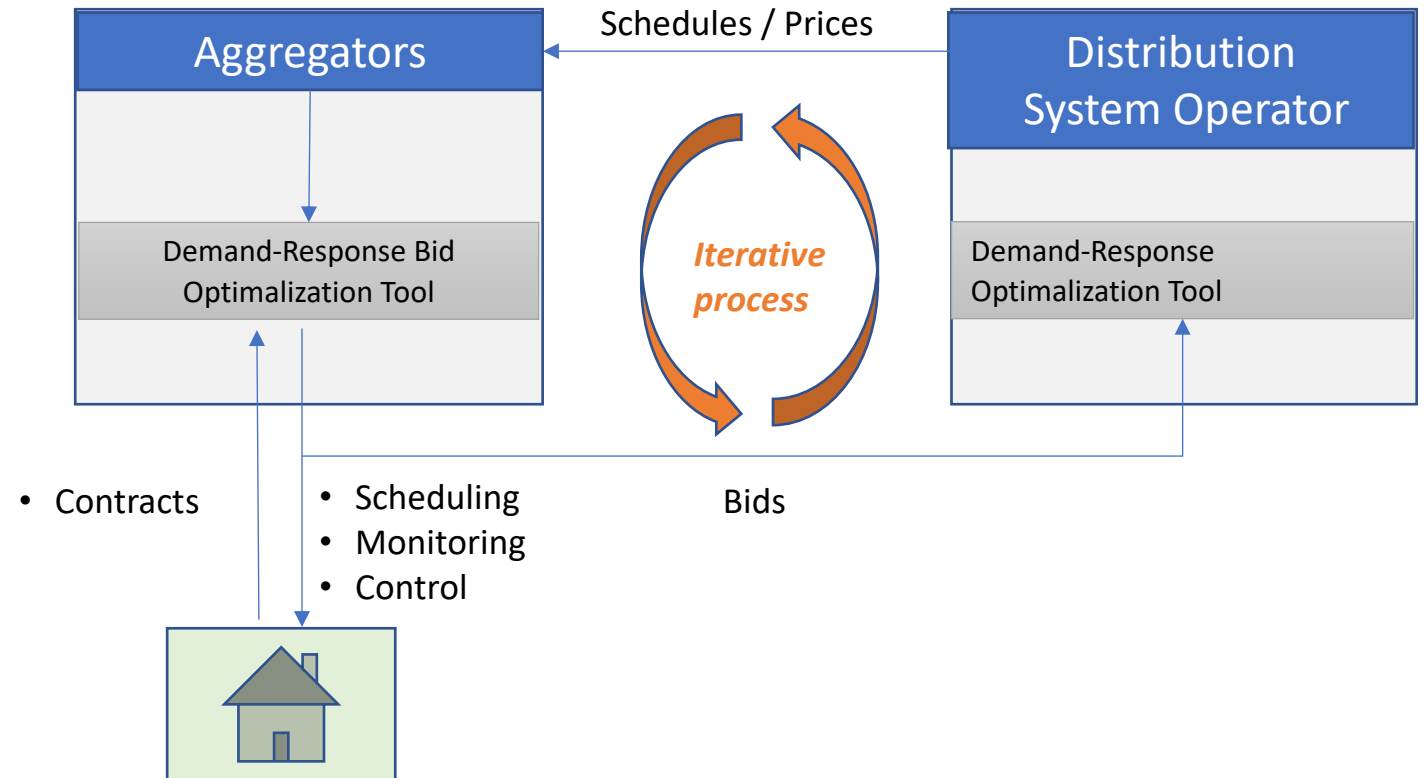 Schedules / Prices
Aggregators
Distribution
System Operator
Demand-Response Bid
Optimalization Tool
Iterative
process
Demand-Response
Optimalization Tool
• Contracts
• Scheduling
• Monitoring
• Control
Bids